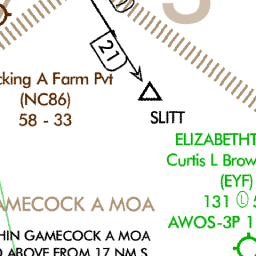 21
cking A Farm Pvt
(NC86)
58 - 33
SLITT
ELIZABETHT
Curtis L Brow
(EYF)
131
AWOS-3P 1
AMECOCK A MOA
HIN GAMECOCK A MOA
ABOVE FROM 17 NM S